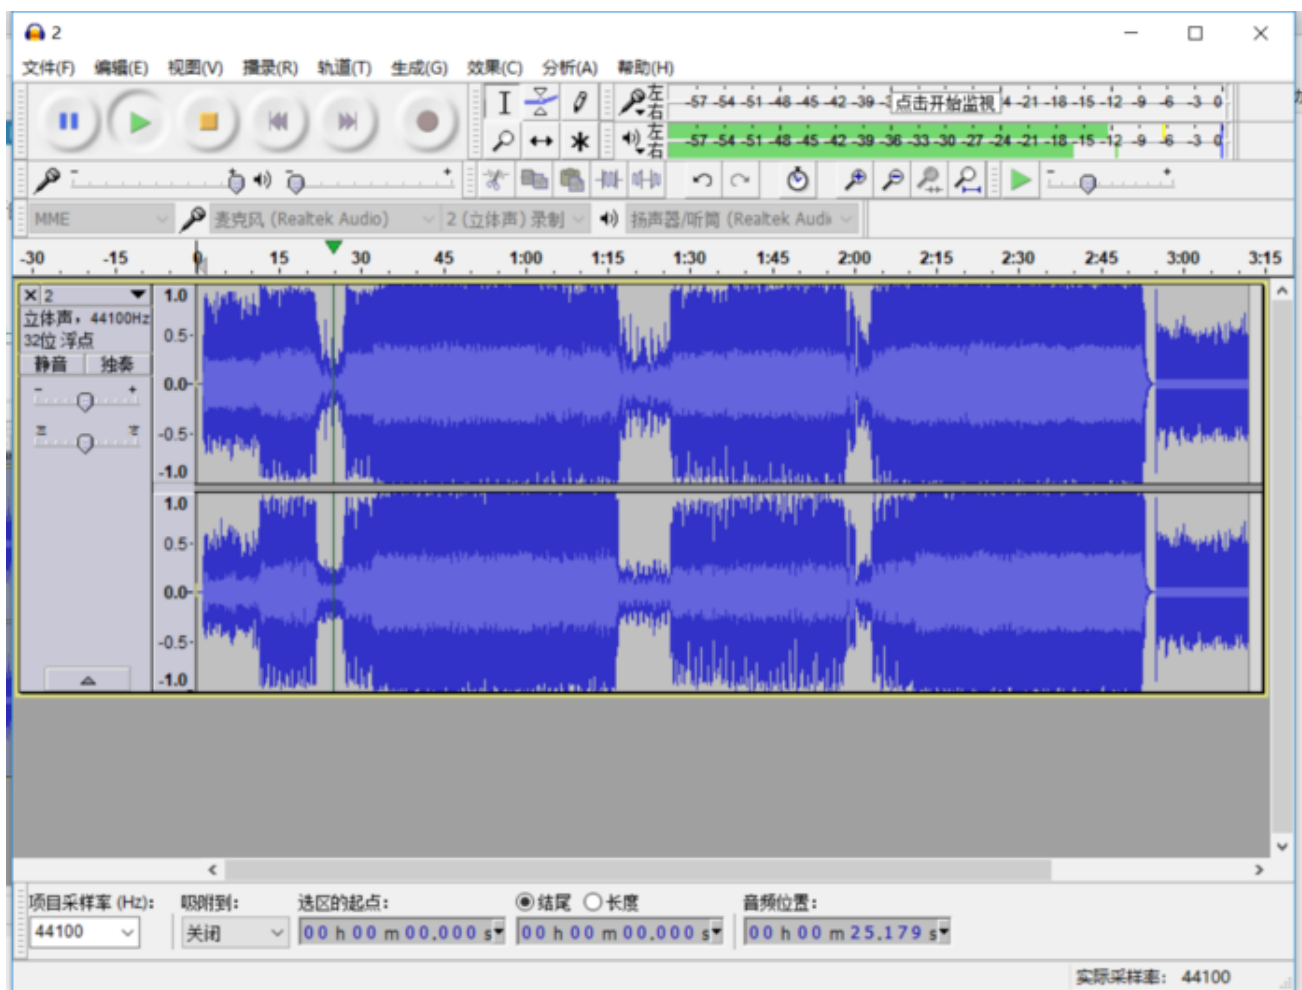 2
文件(F) 编辑(E) 视图(V) 播录(R) 轨道(T) 生成(G) 效果(C) 分析(A) 帮助(H)
左
右
-57 -54 -51 -48 -45 -42 -39 -3 点击开始监视 4 -21 -18 -15 -12 -9 -6 -3 0
左
右
-57 -54 -51 -48 -45 -42 -39 -36 -33 -30 -27 -24 -21 -18 -15 -12 -9 -6 -3 0
MME 麦克风 (Realtek Audio) 2 (立体声) 录制 扬声器/听筒 (Realtek Audi
-30 -15 0 15 30 45 1:00 1:15 1:30 1:45 2:00 2:15 2:30 2:45 3:00 3:15
2
立体声, 44100Hz
32位 浮点
静音 独奏
- +
左 右
1.0
0.5
0.0
-0.5
-1.0
1.0
0.5
0.0
-0.5
-1.0
项目采样率 (Hz): 吸附到: 选区的起点: 结尾 长度 音频位置:
44100 关闭 00 h 00 m 00.000 s 00 h 00 m 00.000 s 00 h 00 m 25.179 s
实际采样率: 44100